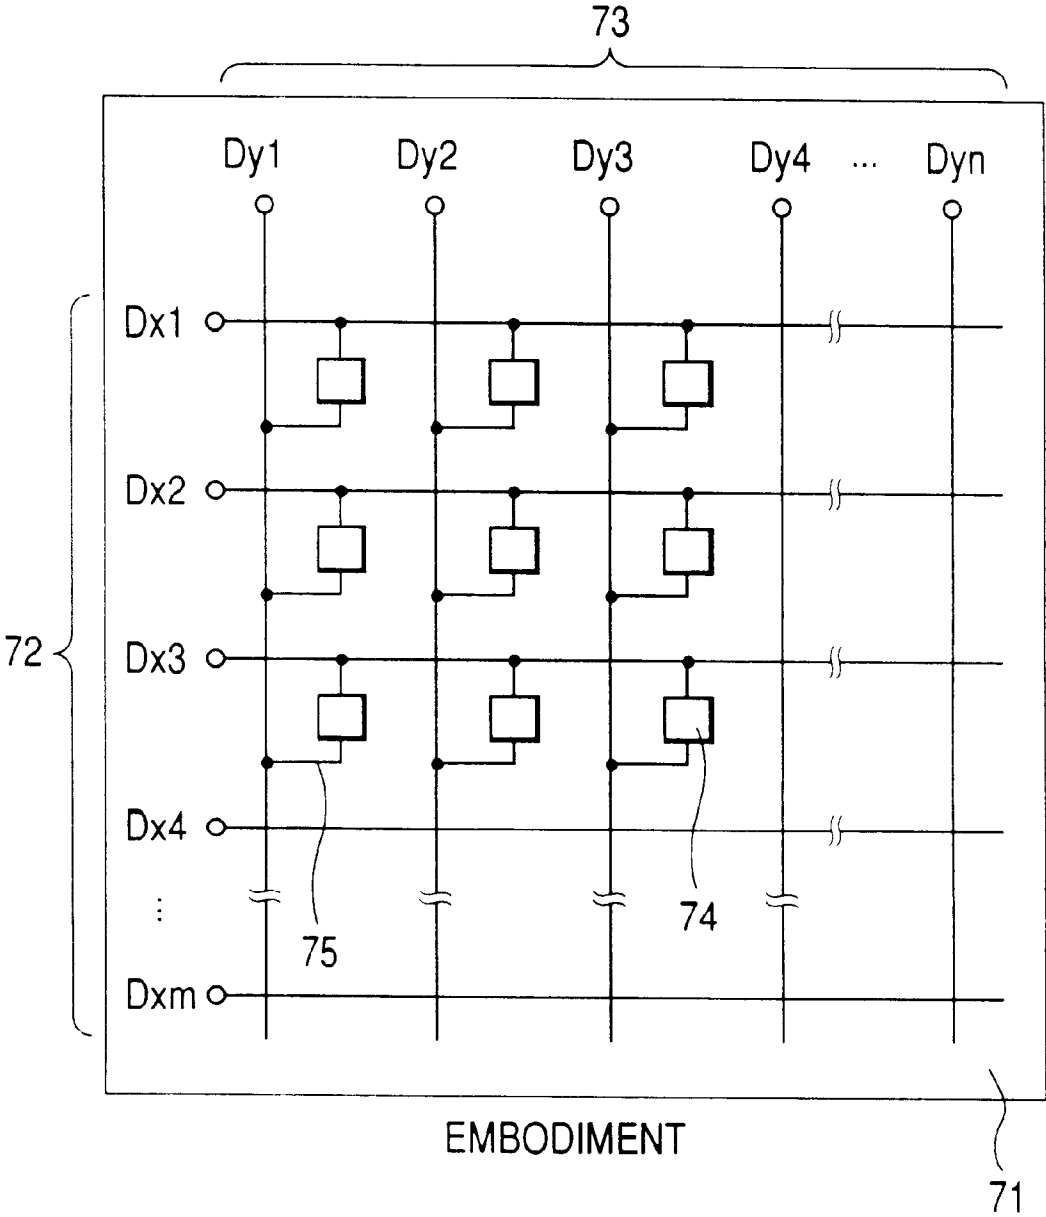 73
Dy1 Dy2 Dy3 Dy4 ... Dyn
Dx1
Dx2
72
Dx3
Dx4
74
...
75
Dxm
EMBODIMENT
71